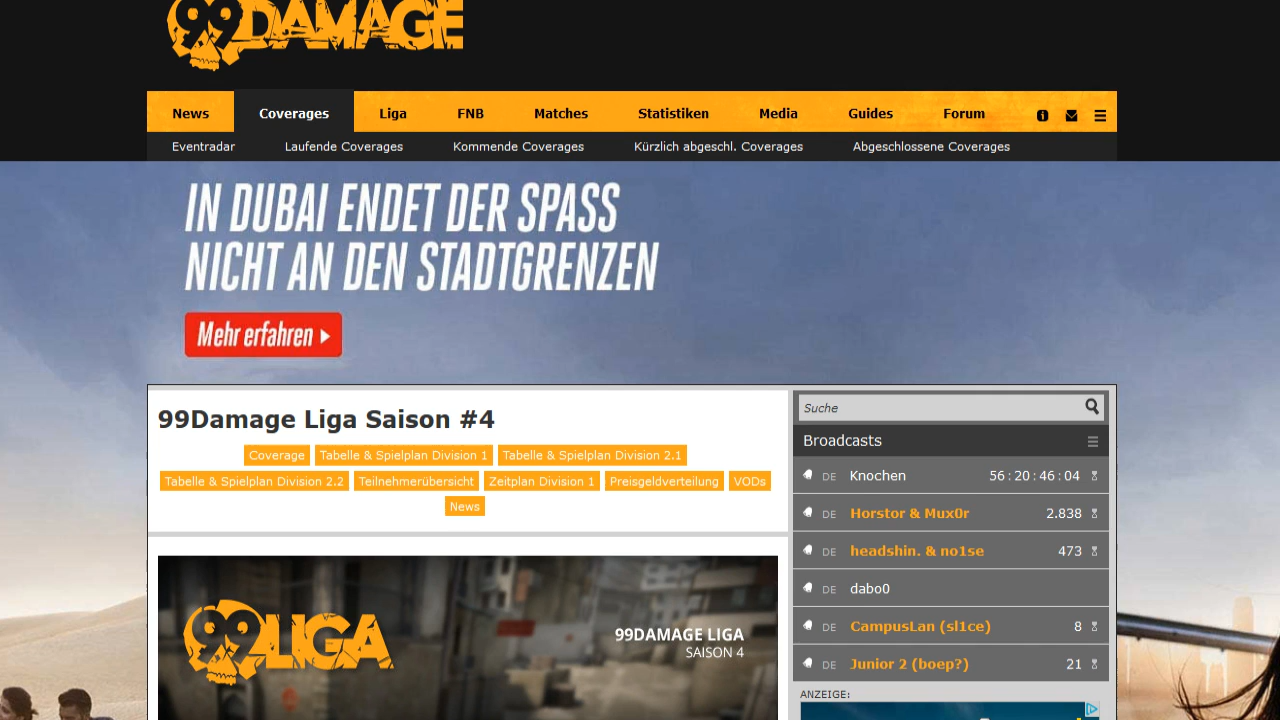 99DAMAGE
News Coverages Liga FNB Matches Statistiken Media Guides Forum
Eventradar Laufende Coverages Kommende Coverages Kürzlich abgeschl. Coverages Abgeschlossene Coverages
IN DUBAI ENDET DER SPASS
NICHT AN DEN STADTGRENZEN
Mehr erfahren
99Damage Liga Saison #4
Coverage Tabelle & Spielplan Division 1 Tabelle & Spielplan Division 2.1
Tabelle & Spielplan Division 2.2 Teilnehmerübersicht Zeitplan Division 1 Preisgeldverteilung VODs
News
99LIGA
99DAMAGE LIGA
SAISON 4
Suche
Broadcasts
DE Knochen 56:20:46:04
DE Horstor & Mux0r 2.838
DE headshin. & no1se 473
DE dabo0
DE CampusLan (sl1ce) 8
DE Junior 2 (boep?) 21
ANZEIGE: